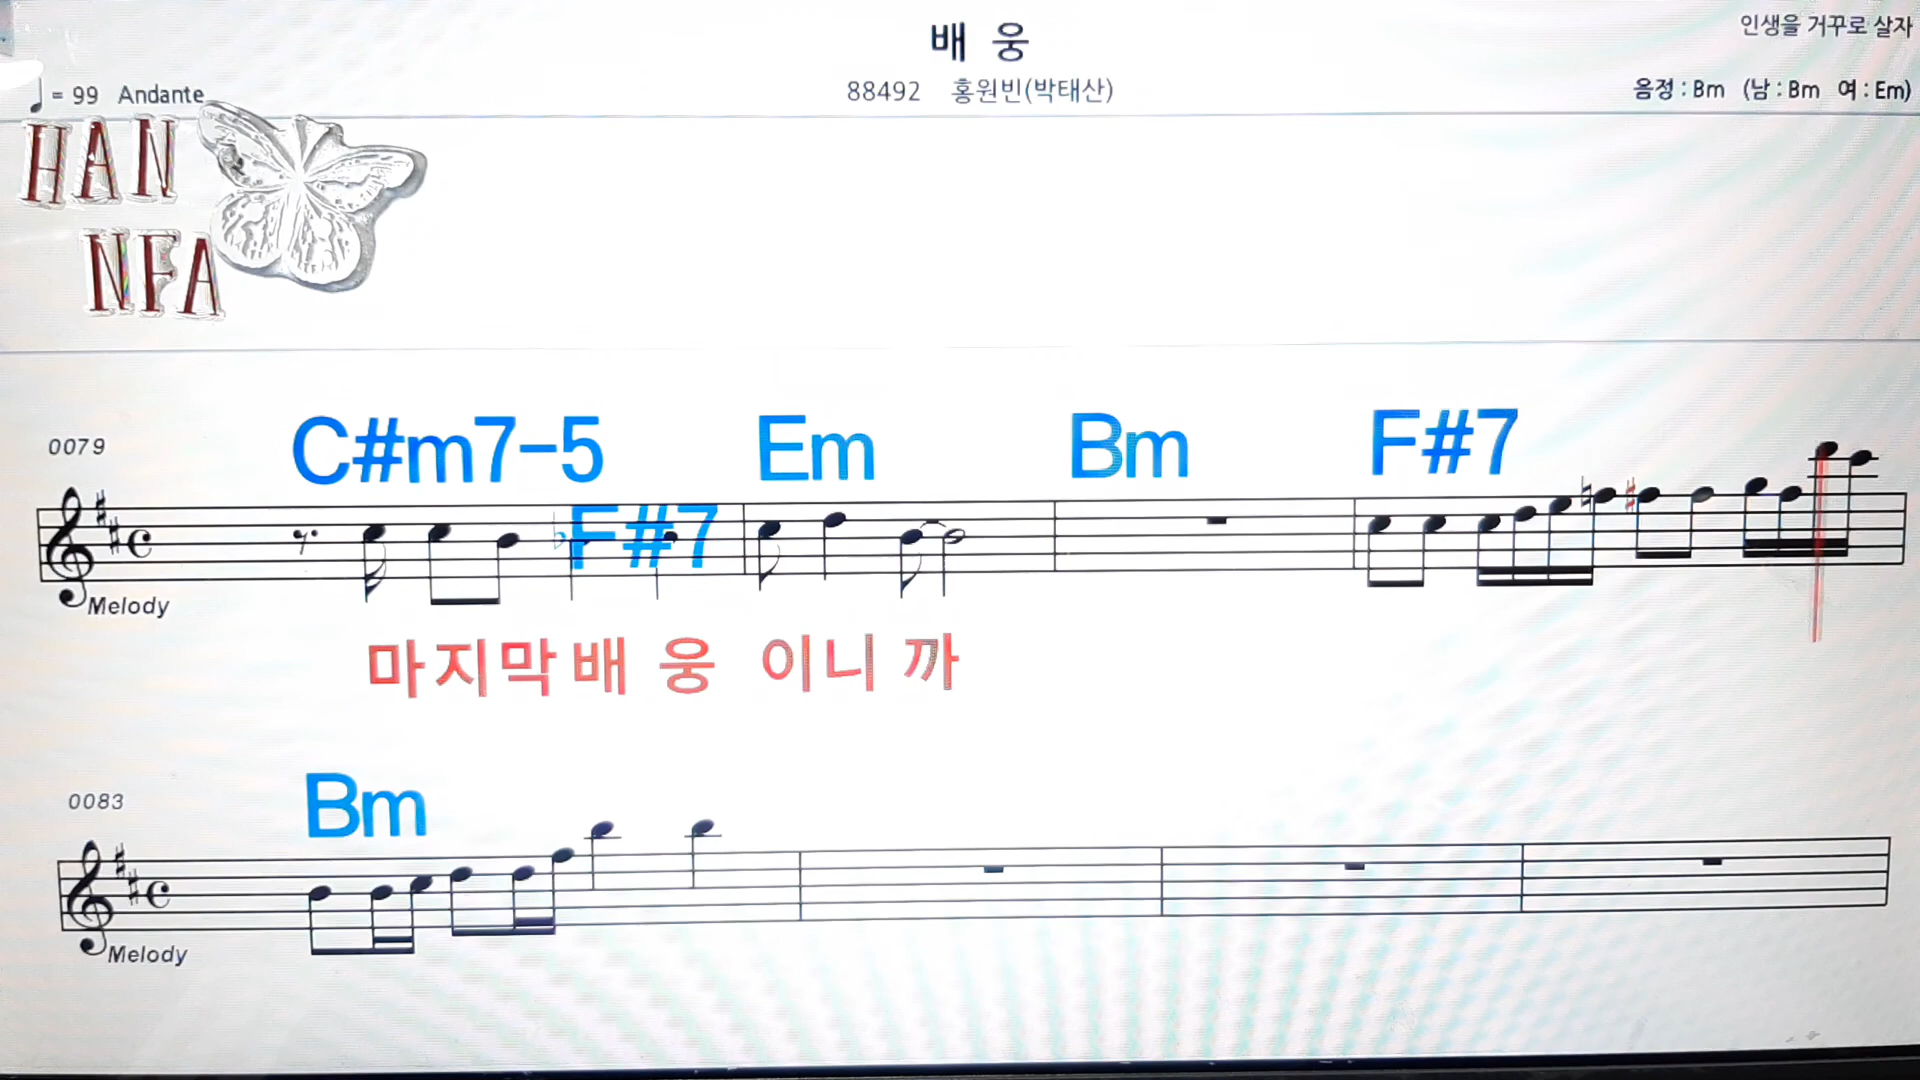 배 웅
인생을 거꾸로 살자
= 99 Andante
88492 홍원빈(박태산)
음정 : Bm (남 : Bm 여 : Em)
HAN
NFA
0079
C#m7-5 F#7 Em Bm F#7
Melody
마지막 배 웅 이니 까
0083
Bm
Melody